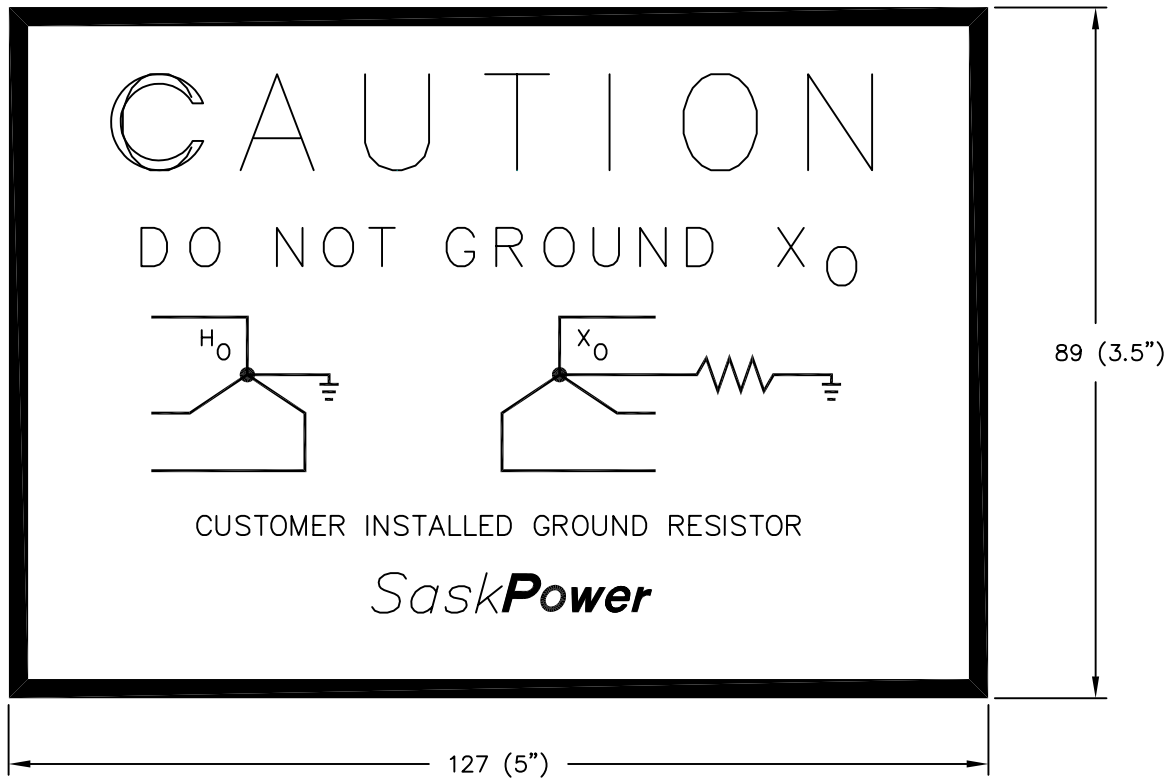 CAUTION
DO NOT GROUND X0
H0
X0
89 (3.5")
CUSTOMER INSTALLED GROUND RESISTOR
SaskPower
127 (5")